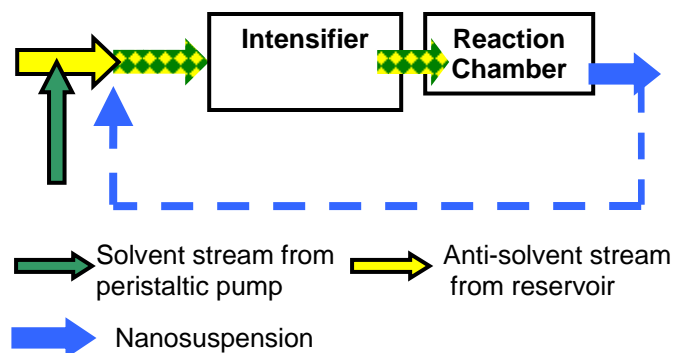 Intensifier
Reaction
Chamber
Solvent stream from
peristaltic pump
Anti-solvent stream
from reservoir
Nanosuspension